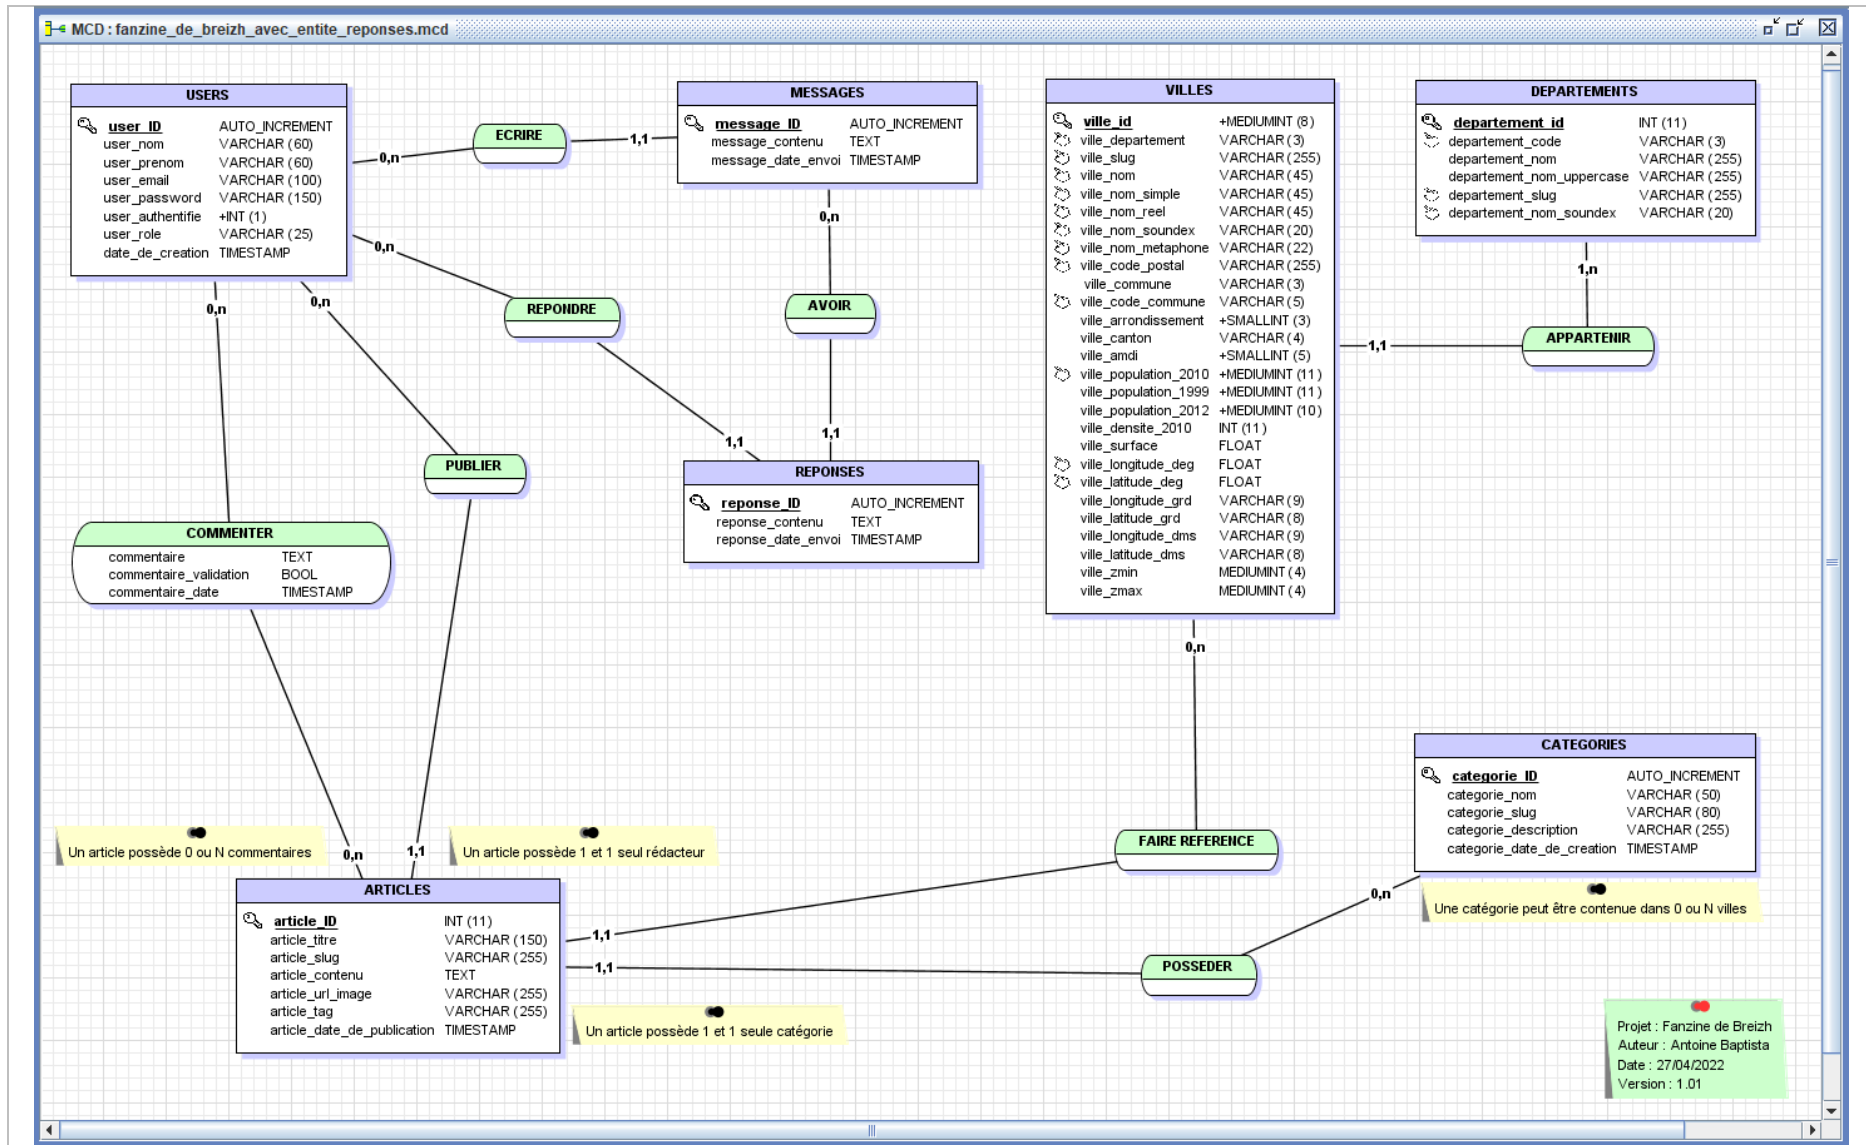 MCD : fanzine_de_breizh_avec_entite_reponses.mcd
USERS
user_ID AUTO_INCREMENT
user_nom VARCHAR (60)
user_prenom VARCHAR (60)
user_email VARCHAR (100)
user_password VARCHAR (150)
user_authentifie +INT (1)
user_role VARCHAR (25)
date_de_creation TIMESTAMP
ECRIRE
0,n
1,1
MESSAGES
message_ID AUTO_INCREMENT
message_contenu TEXT
message_date_envoi TIMESTAMP
VILLES
ville_id +MEDIUMINT (8)
ville_departement VARCHAR (3)
ville_slug VARCHAR (255)
ville_nom VARCHAR (45)
ville_nom_simple VARCHAR (45)
ville_nom_reel VARCHAR (45)
ville_nom_soundex VARCHAR (20)
ville_nom_metaphone VARCHAR (22)
ville_code_postal VARCHAR (255)
ville_commune VARCHAR (3)
ville_code_commune VARCHAR (5)
ville_arrondissement +SMALLINT (3)
ville_canton VARCHAR (4)
ville_amdi +SMALLINT (5)
ville_population_2010 +MEDIUMINT (11)
ville_population_1999 +MEDIUMINT (11)
ville_population_2012 +MEDIUMINT (10)
ville_densite_2010 INT (11)
ville_surface FLOAT
ville_longitude_deg FLOAT
ville_latitude_deg FLOAT
ville_longitude_grd VARCHAR (9)
ville_latitude_grd VARCHAR (8)
ville_longitude_dms VARCHAR (9)
ville_latitude_dms VARCHAR (8)
ville_zmin MEDIUMINT (4)
ville_zmax MEDIUMINT (4)
DEPARTEMENTS
departement_id INT (11)
departement_code VARCHAR (3)
departement_nom VARCHAR (255)
departement_nom_uppercase VARCHAR (255)
departement_slug VARCHAR (255)
departement_nom_soundex VARCHAR (20)
0,n
0,n
0,n
0,n
1,n
REPONDRE
AVOIR
APPARTENIR
1,1
1,1
1,1
PUBLIER
REPONSES
reponse_ID AUTO_INCREMENT
reponse_contenu TEXT
reponse_date_envoi TIMESTAMP
COMMENTER
commentaire TEXT
commentaire_validation BOOL
commentaire_date TIMESTAMP
0,n
CATEGORIES
categorie_ID AUTO_INCREMENT
categorie_nom VARCHAR (50)
categorie_slug VARCHAR (80)
categorie_description VARCHAR (255)
categorie_date_de_creation TIMESTAMP
FAIRE REFERENCE
Un article possède 0 ou N commentaires
0,n
1,1
Un article possède 1 et 1 seul rédacteur
0,n
Une catégorie peut être contenue dans 0 ou N villes
ARTICLES
article_ID INT (11)
article_titre VARCHAR (150)
article_slug VARCHAR (255)
article_contenu TEXT
article_url_image VARCHAR (255)
article_tag VARCHAR (255)
article_date_de_publication TIMESTAMP
1,1
1,1
POSSEDER
Un article possède 1 et 1 seule catégorie
Projet : Fanzine de Breizh
Auteur : Antoine Baptista
Date : 27/04/2022
Version : 1.01